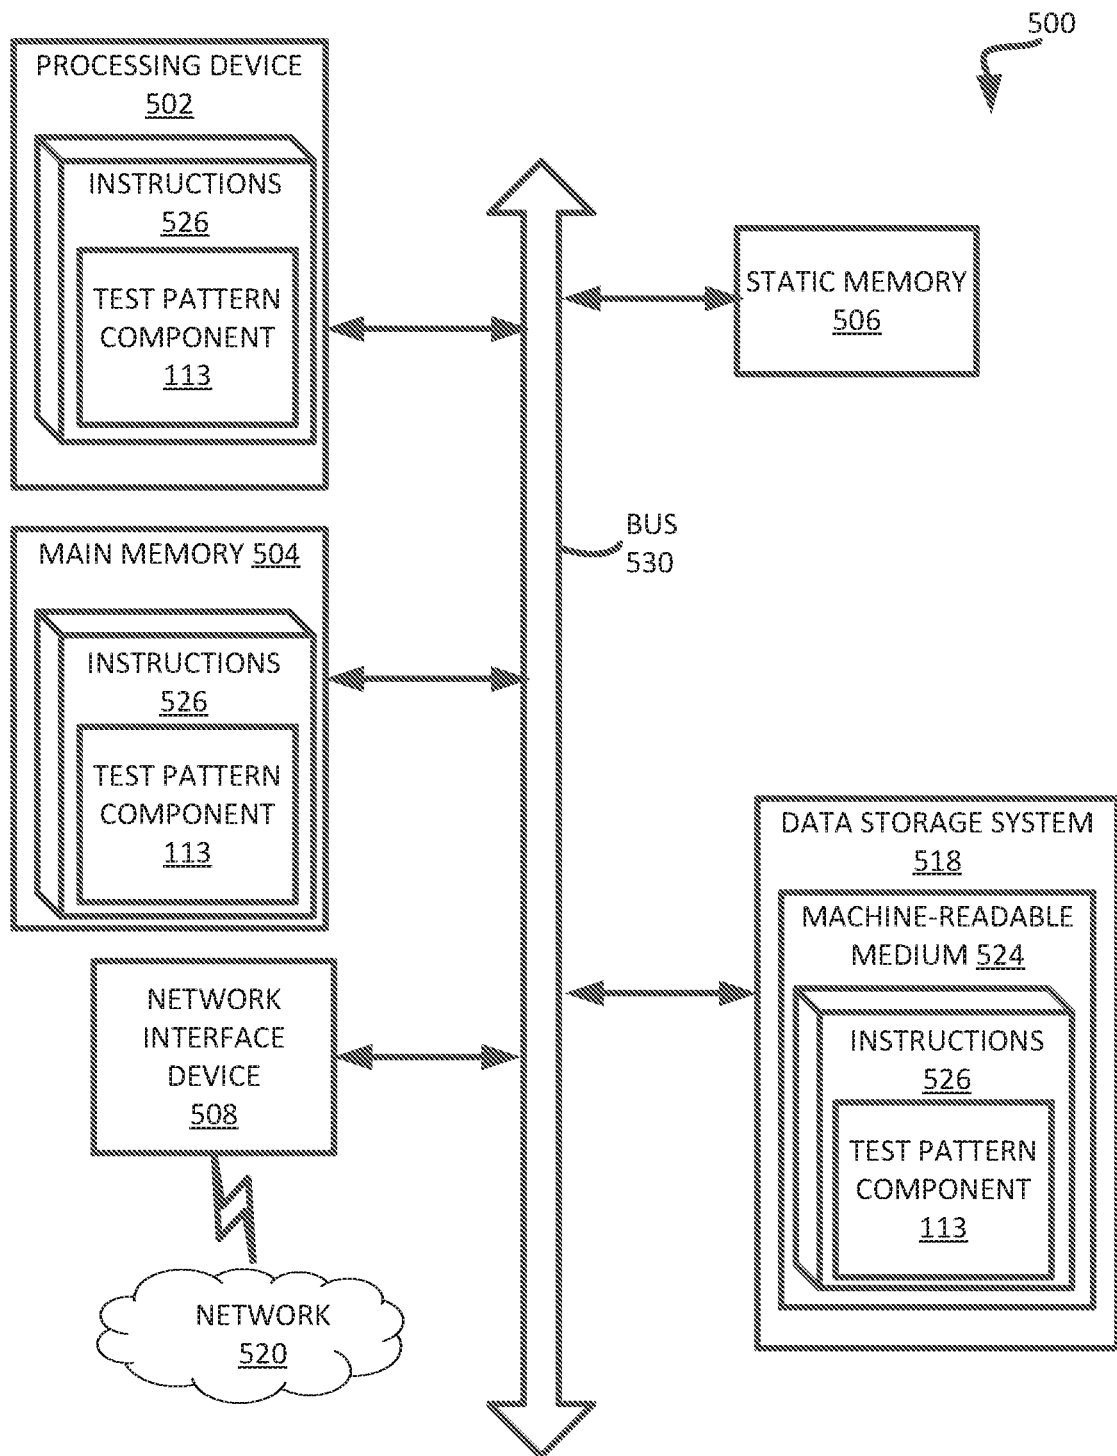 500
PROCESSING DEVICE
502
INSTRUCTIONS
526
TEST PATTERN
COMPONENT
113
STATIC MEMORY
506
BUS
530
MAIN MEMORY 504
INSTRUCTIONS
526
TEST PATTERN
COMPONENT
113
DATA STORAGE SYSTEM
518
MACHINE-READABLE
MEDIUM 524
INSTRUCTIONS
526
TEST PATTERN
COMPONENT
113
NETWORK
INTERFACE
DEVICE
508
NETWORK
520